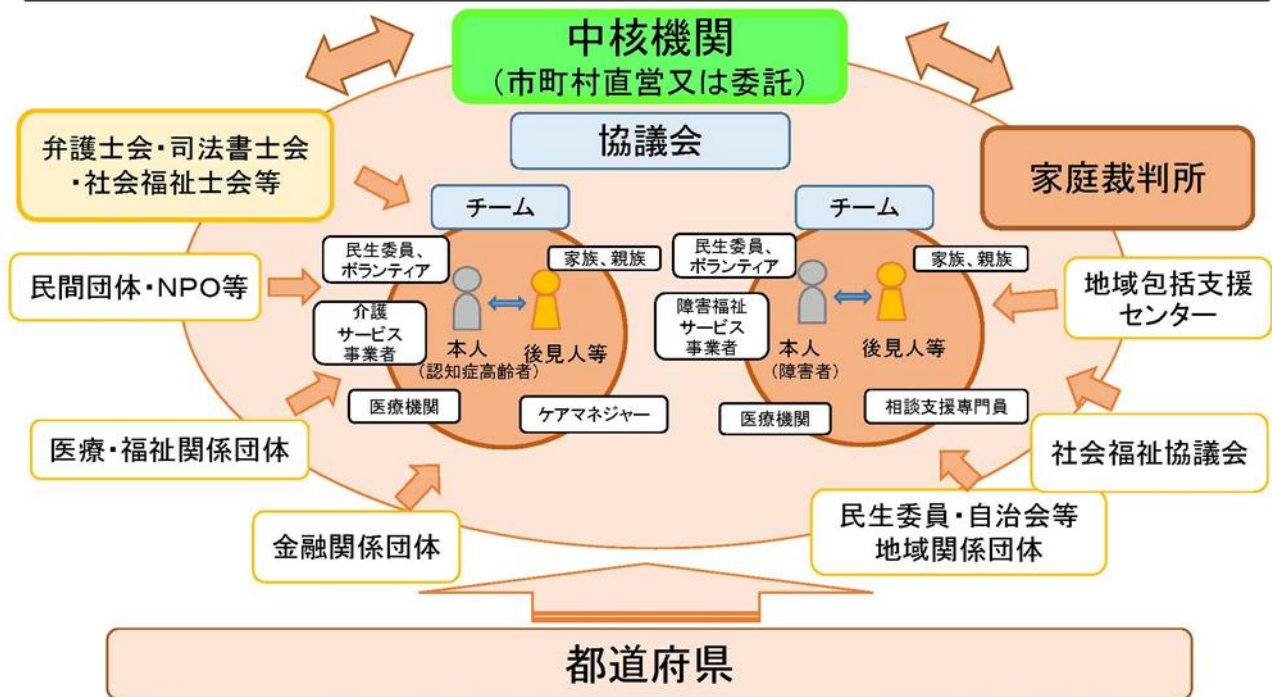 中核機関
(市町村直営又は委託)
協議会
弁護士会・司法書士会
・社会福祉士会等
家庭裁判所
チーム
チーム
民生委員、
ボランティア
家族、親族
民生委員、
ボランティア
家族、親族
民間団体・NPO等
地域包括支援
センター
介護
サービス
事業者
本人
(認知症高齢者)
後見人等
障害福祉
サービス
事業者
本人
(障害者)
後見人等
医療機関
ケアマネジャー
医療機関
相談支援専門員
医療・福祉関係団体
社会福祉協議会
金融関係団体
民生委員・自治会等
地域関係団体
都道府県